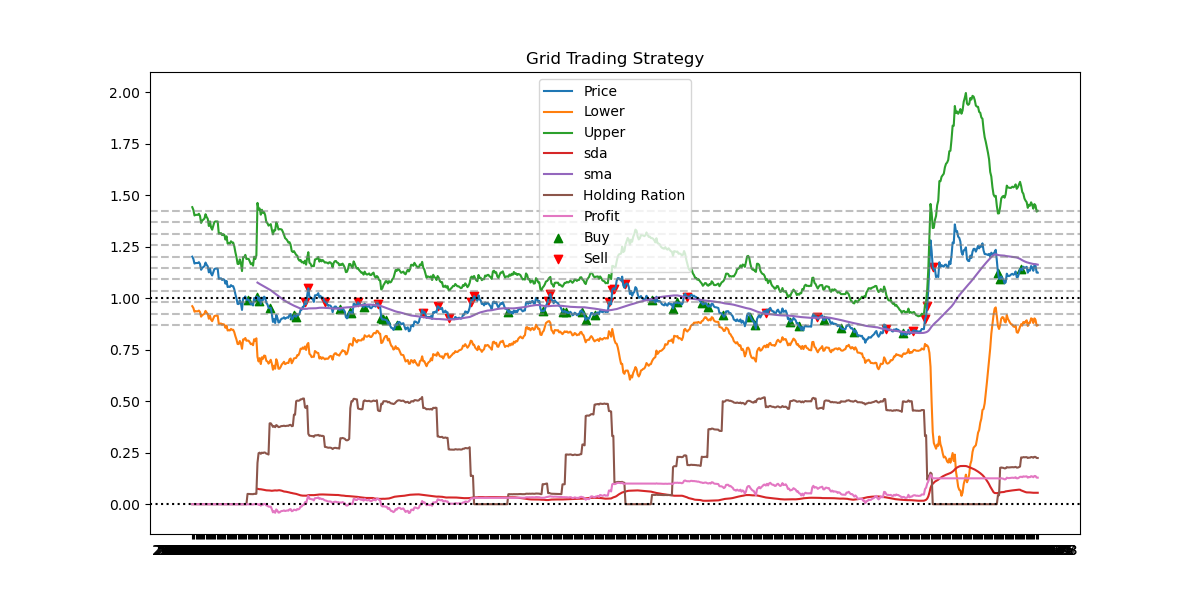 Grid Trading Strategy
2.00
1.75
1.50
1.25
1.00
0.75
0.50
0.25
0.00
Price
Lower
Upper
sda
sma
Holding Ration
Profit
Buy
Sell